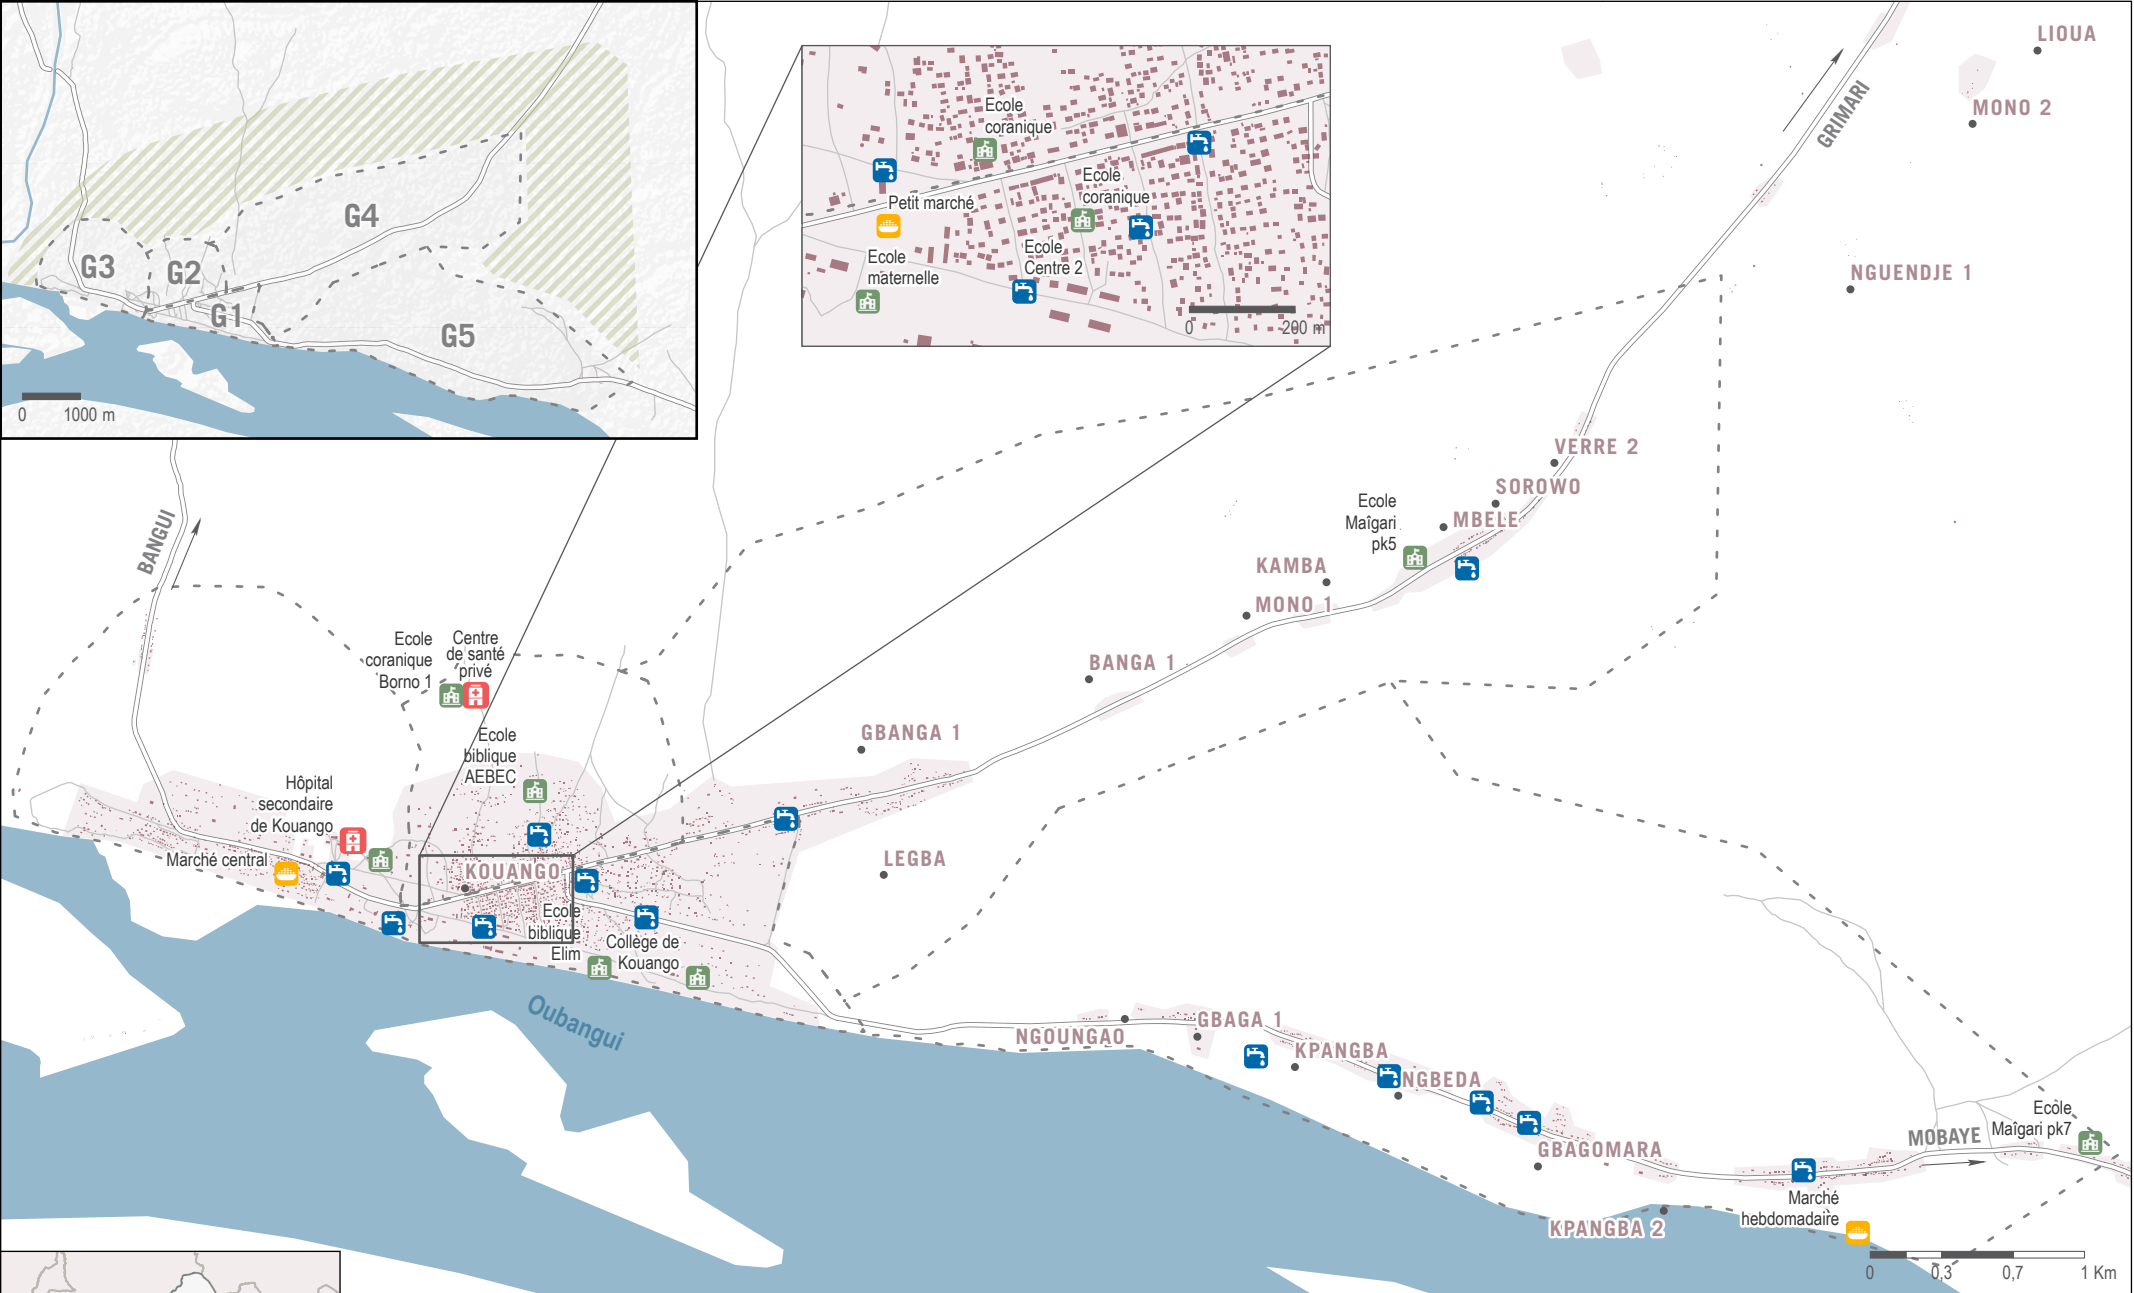 G4
G3
G2
G1
G5
0 1000 m
Ecole
coranique
Ecole
coranique
Petit marché
Ecole
maternelle
Ecole
Centre 2
0 200 m
LIOUA
MONO 2
GRIMARI
NGUENDJE 1
VERRE 2
SOROWO
MBELE
Ecole
Maîgari
pk5
KAMBA
MONO 1
BANGA 1
GBANGA 1
BANGUI
Ecole
coranique
Borno 1
Centre
de santé
privé
Ecole
biblique
AEBEC
Hôpital
secondaire
de Kouango
Marché central
KOUANGO
LEGBA
Ecole
biblique
Elim
Collège de
Kouango
Oubangui
NGOUNGAO
GBAGA 1
KPANGBA
NGBEDA
GBAGOMARA
KPANGBA 2
MOBAYE
Ecole
Maîgari pk7
Marché
hebdomadaire
0 0,3 0,7 1 Km